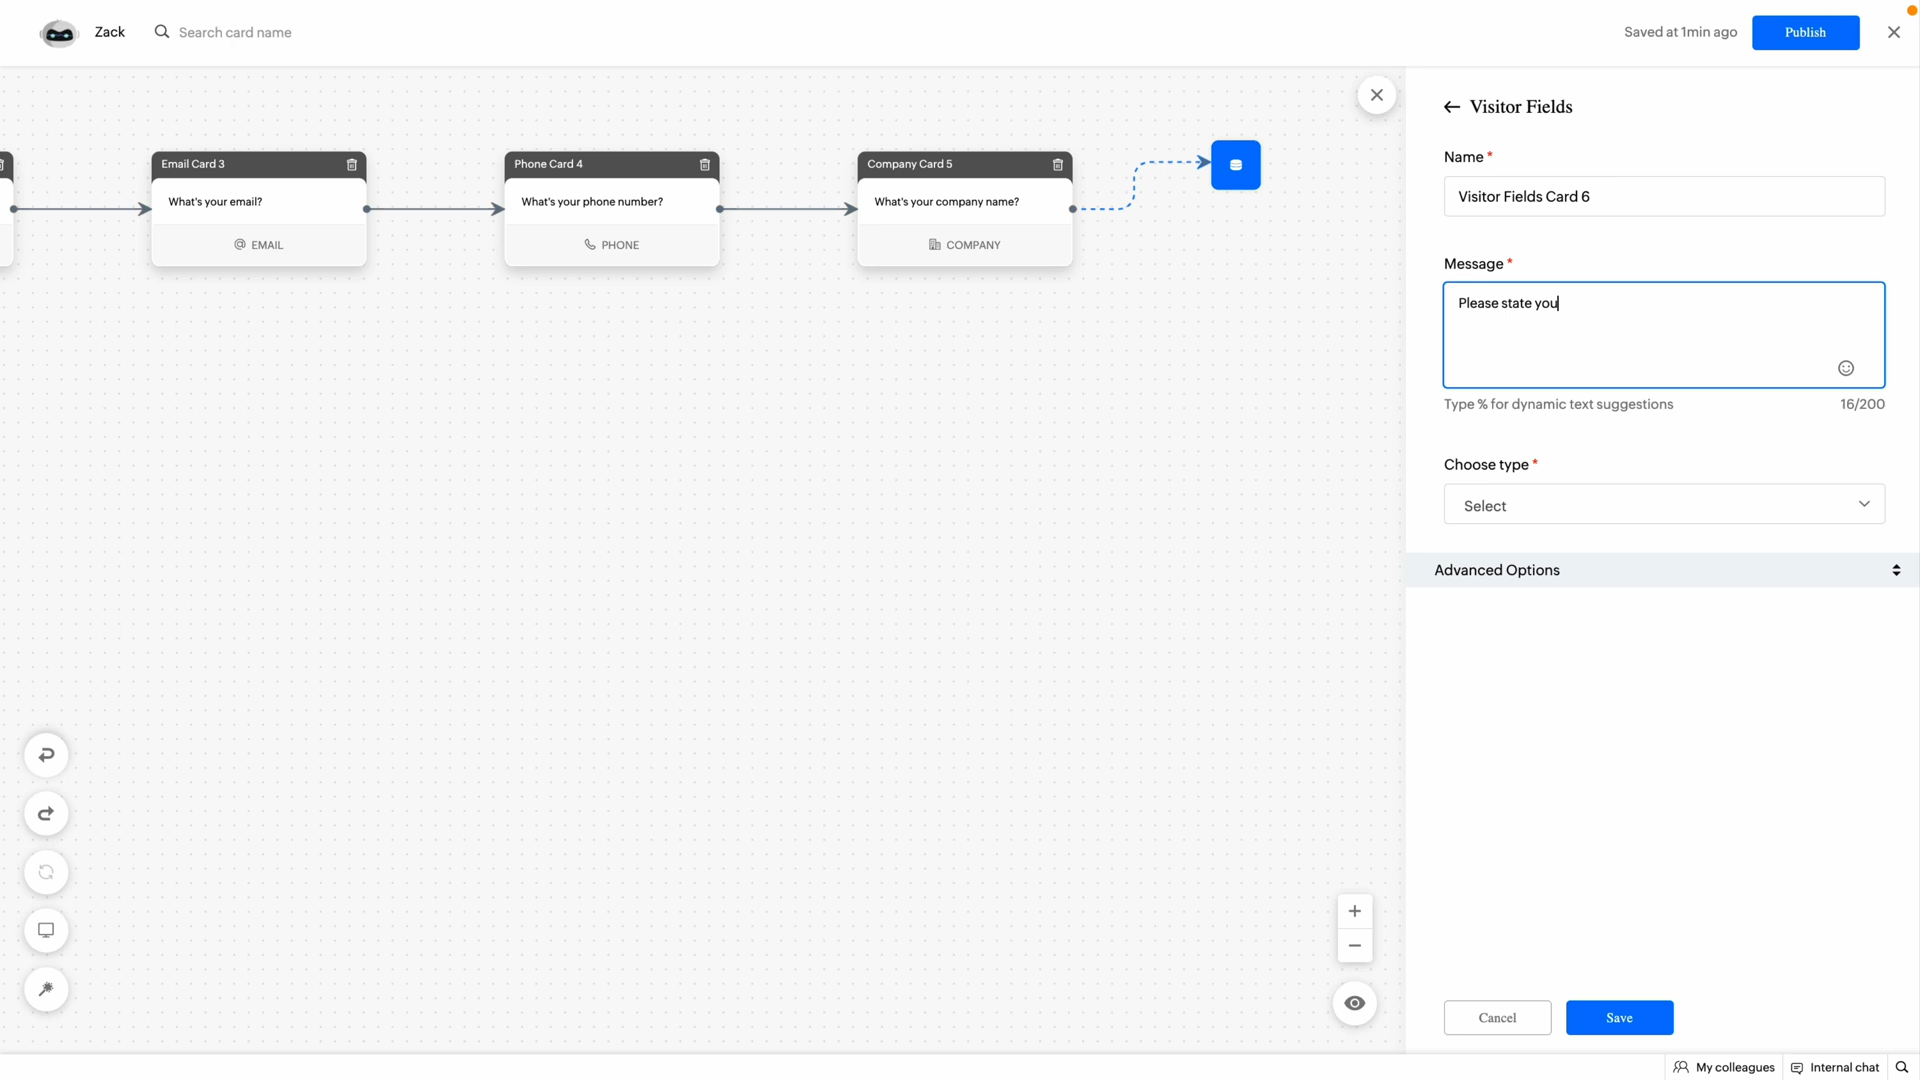 Zack
Search card name
Saved at 1min ago
Publish
Email Card 3
What's your email?
EMAIL
Phone Card 4
What's your phone number?
PHONE
Company Card 5
What's your company name?
COMPANY
Visitor Fields
Name *
Visitor Fields Card 6
Message *
Please state you
Type % for dynamic text suggestions
16/200
Choose type *
Select
Advanced Options
Cancel
Save
My colleagues
Internal chat